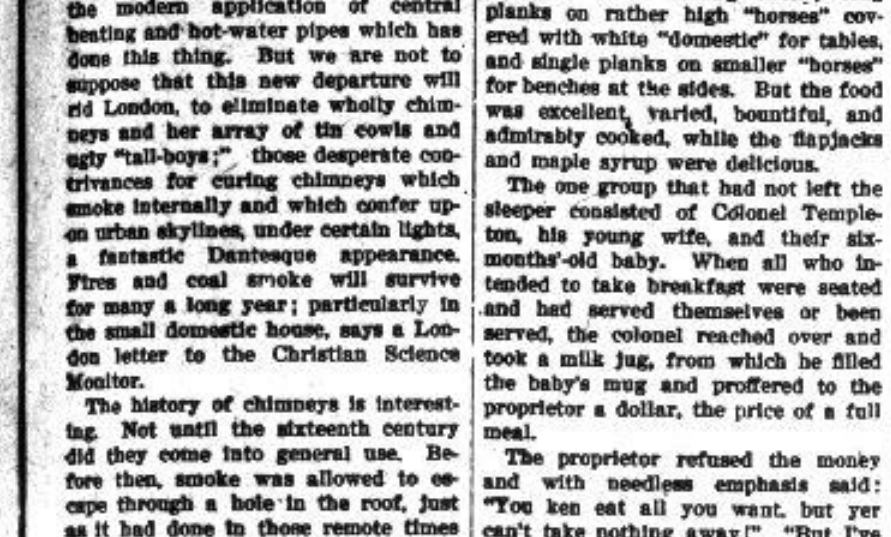 the modern application of central
heating and hot-water pipes which has
done this thing. But we are not to
suppose that this new departure will
rid London, to eliminate wholly chim-
neys and her array of tin cowls and
ugly "tall-boys;" those desperate con-
trivances for curing chimneys which
smoke internally and which confer up-
on urban skylines, under certain lights,
a fantastic Dantesque appearance.
Fires and coal smoke will survive
for many a long year; particularly in
the small domestic house, says a Lon-
don letter to the Christian Science
Monitor.
The history of chimneys is interest-
ing. Not until the sixteenth century
did they come into general use. Be-
fore then, smoke was allowed to es-
cape through a hole in the roof, just
as it had done in those remote times
planks on rather high "horses" cov-
ered with white "domestic" for tables,
and single planks on smaller "horses"
for benches at the sides. But the food
was excellent, varied, bountiful, and
admirably cooked, while the flapjacks
and maple syrup were delicious.
The one group that had not left the
sleeper consisted of Colonel Temple-
ton, his young wife, and their six-
months'-old baby. When all who in-
tended to take breakfast were seated
and had served themselves or been
served, the colonel reached over and
took a milk jug, from which he filled
the baby's mug and proffered to the
proprietor a dollar, the price of a full
meal.
The proprietor refused the money
and with needless emphasis said:
"You ken eat all you want, but yer
can't take nothing away!" "But I've